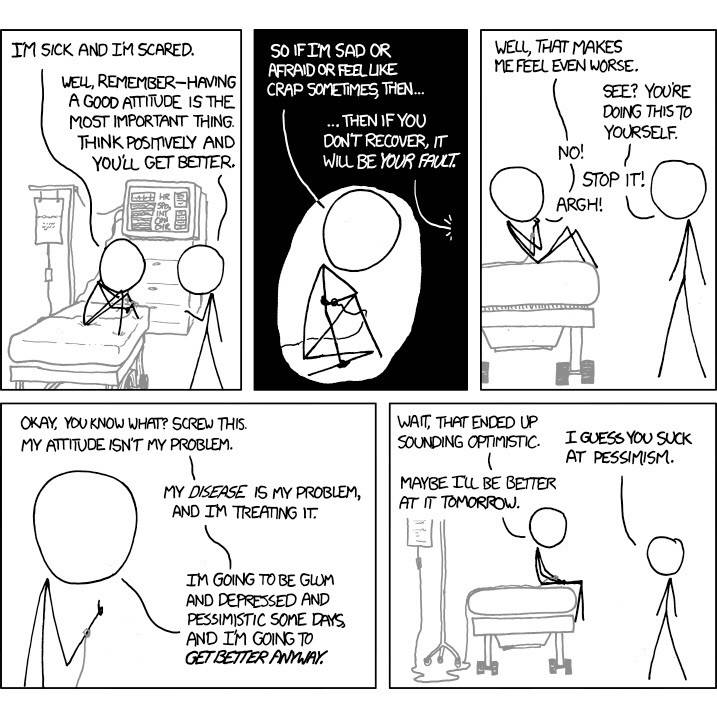 I'M SICK AND I'M SCARED.
WELL, REMEMBER—HAVING
A GOOD ATTITUDE IS THE
MOST IMPORTANT THING.
THINK POSITIVELY AND
YOU'LL GET BETTER.
HR
INT
SO IF I'M SAD OR
AFRAID OR FEEL LIKE
CRAP SOMETIMES, THEN...
...THEN IF YOU
DON'T RECOVER, IT
WILL BE YOUR FAULT.
WELL, THAT MAKES
ME FEEL EVEN WORSE.
SEE? YOU'RE
DOING THIS TO
YOURSELF.
NO!
STOP IT!
ARGH!
OKAY, YOU KNOW WHAT? SCREW THIS.
MY ATTITUDE ISN'T MY PROBLEM.
MY DISEASE IS MY PROBLEM,
AND I'M TREATING IT.
I'M GOING TO BE GLUM
AND DEPRESSED AND
PESSIMISTIC SOME DAYS,
AND I'M GOING TO
GET BETTER ANYWAY.
WAIT, THAT ENDED UP
SOUNDING OPTIMISTIC.
MAYBE I'LL BE BETTER
AT IT TOMORROW.
I GUESS YOU SUCK
AT PESSIMISM.